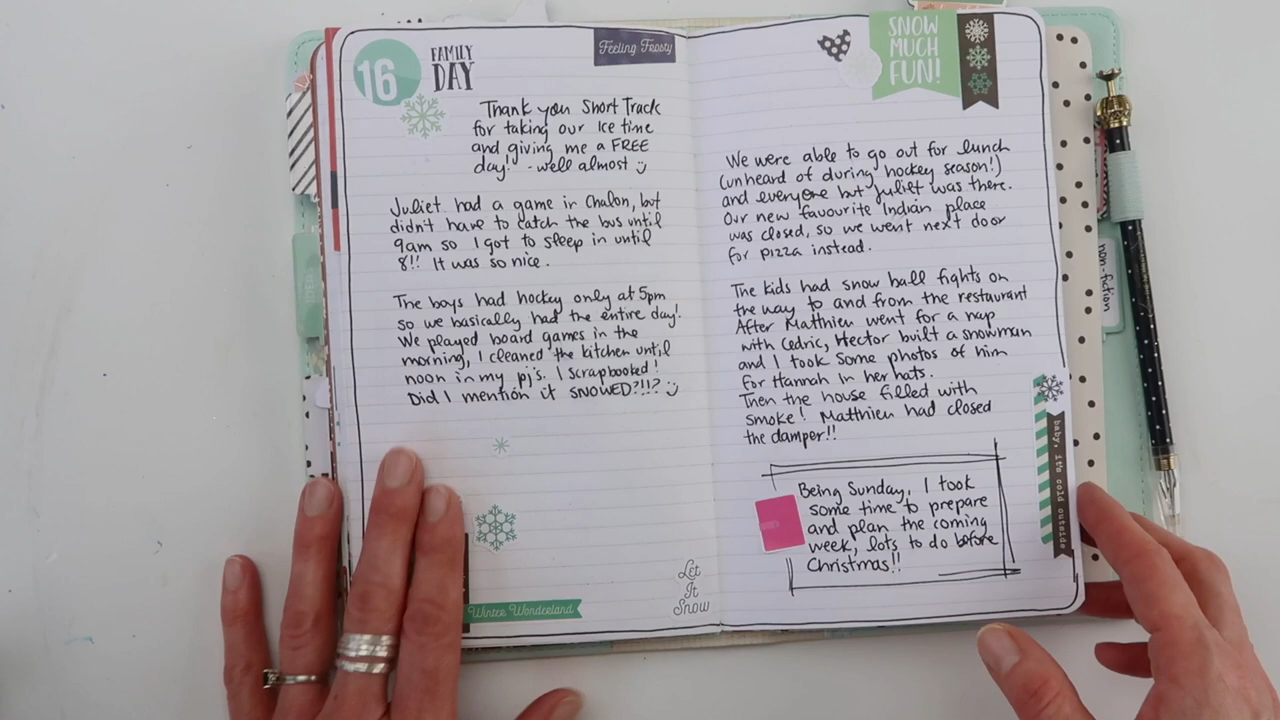 16
FAMILY
DAY
Feeling Frosty
Thank you Short Track
for taking our Ice time
and giving me a FREE
day! - well almost :)
Juliet had a game in Chalon, but
didn't have to catch the bus until
9am so I got to sleep in until
8!! It was so nice.
The boys had hockey only at 5pm
so we basically had the entire day!
We played board games in the
morning, I cleaned the kitchen until
noon in my pj's. I scrapbooked!
Did I mention it SNOWED?!!? :)
Winter Wonderland
Let
It
Snow
SNOW
MUCH
FUN!
We were able to go out for lunch
(unheard of during hockey season!)
and everyone but Juliet was there.
Our new favourite Indian place
was closed, so we went next door
for pizza instead.
The kids had snow ball fights on
the way to and from the restaurant
After Matthieu went for a nap
with Cedric, Hector built a snowman
and I took some photos of him
for Hannah in her hats.
Then the house filled with
smoke! Matthieu had closed
the damper!!
Being Sunday, I took
some time to prepare
and plan the coming
week, lots to do before
Christmas!!
baby, it's cold outside
non-fiction